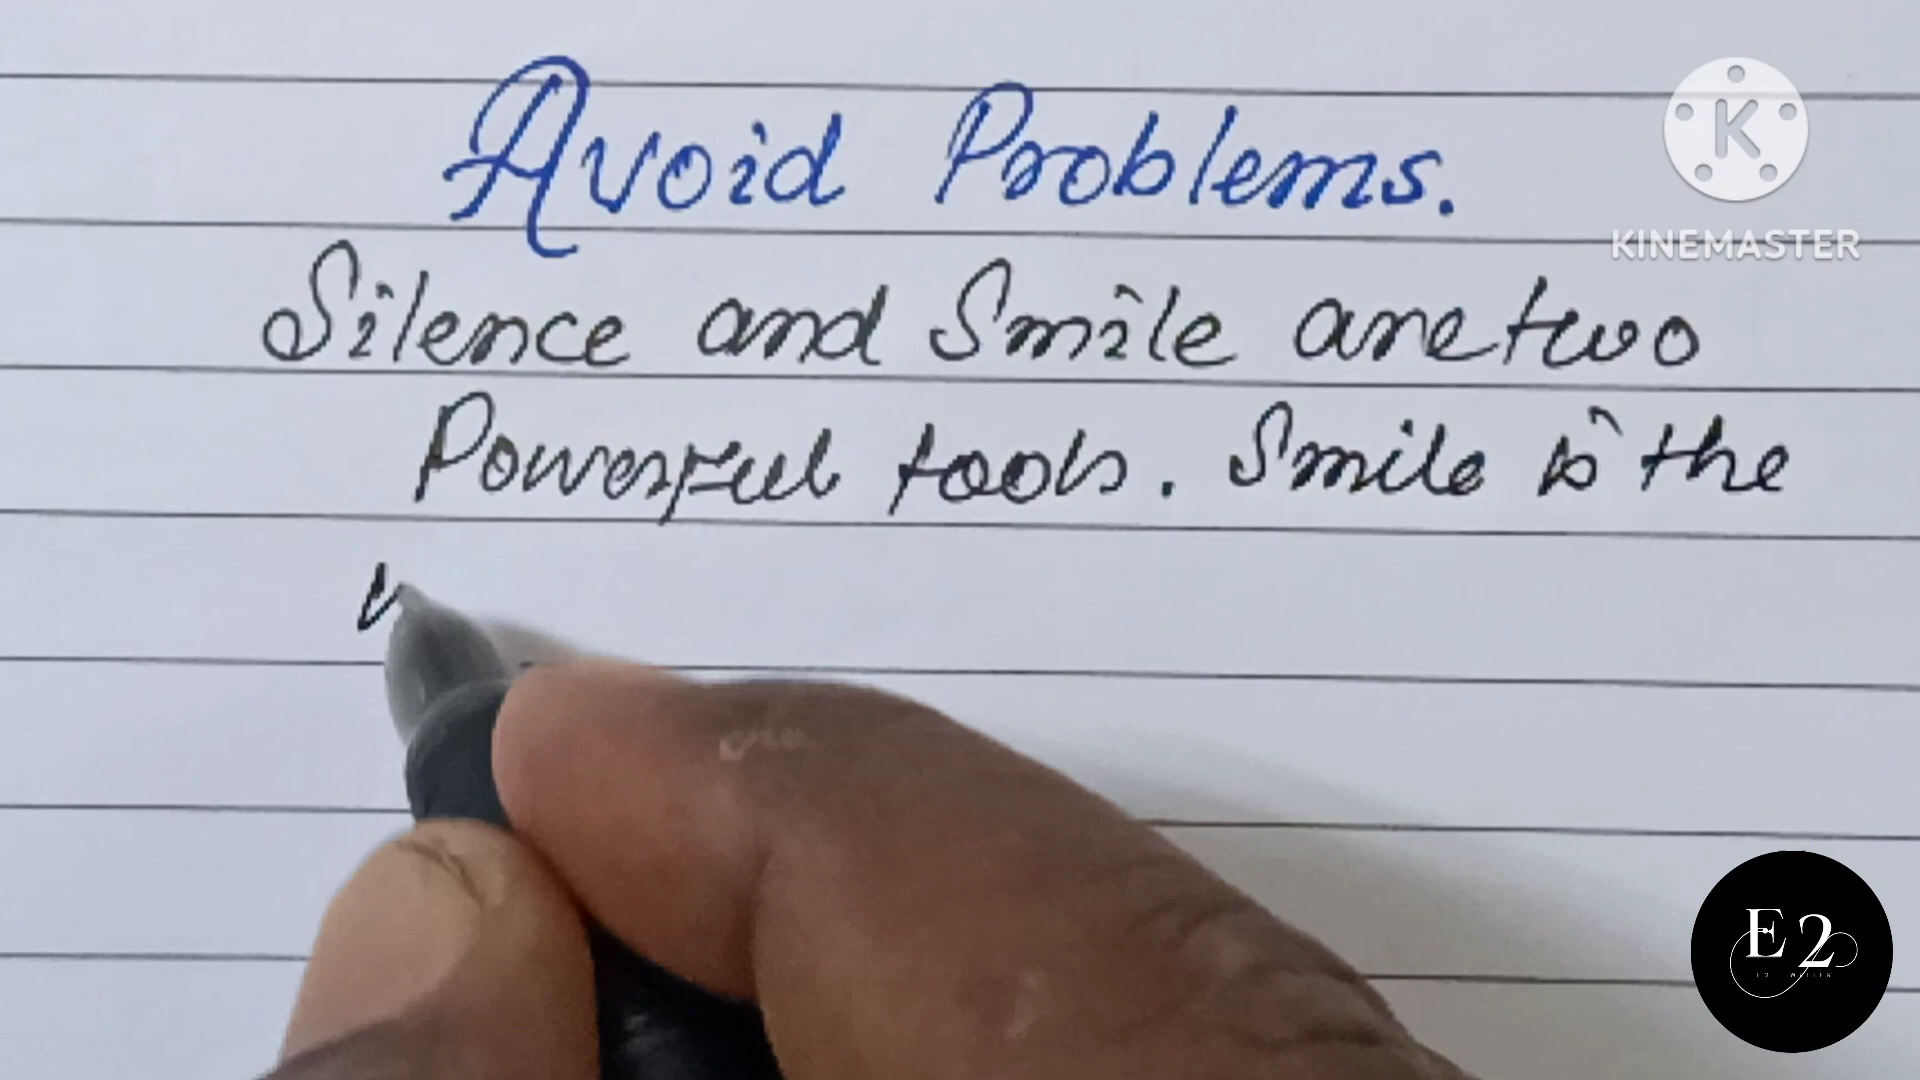 Avoid Problems.
Silence and Smile are two
Powerful tools. Smile is the
K
KINEMASTER
E2